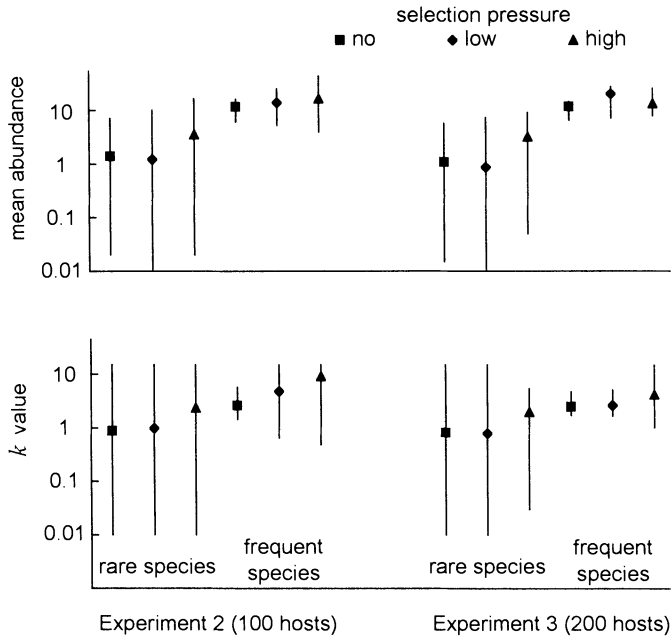 selection pressure
no low high
mean abundance
10
1
0.1
0.01
k value
10
1
0.1
0.01
rare species
frequent
species
rare species
frequent
species
Experiment 2 (100 hosts)
Experiment 3 (200 hosts)